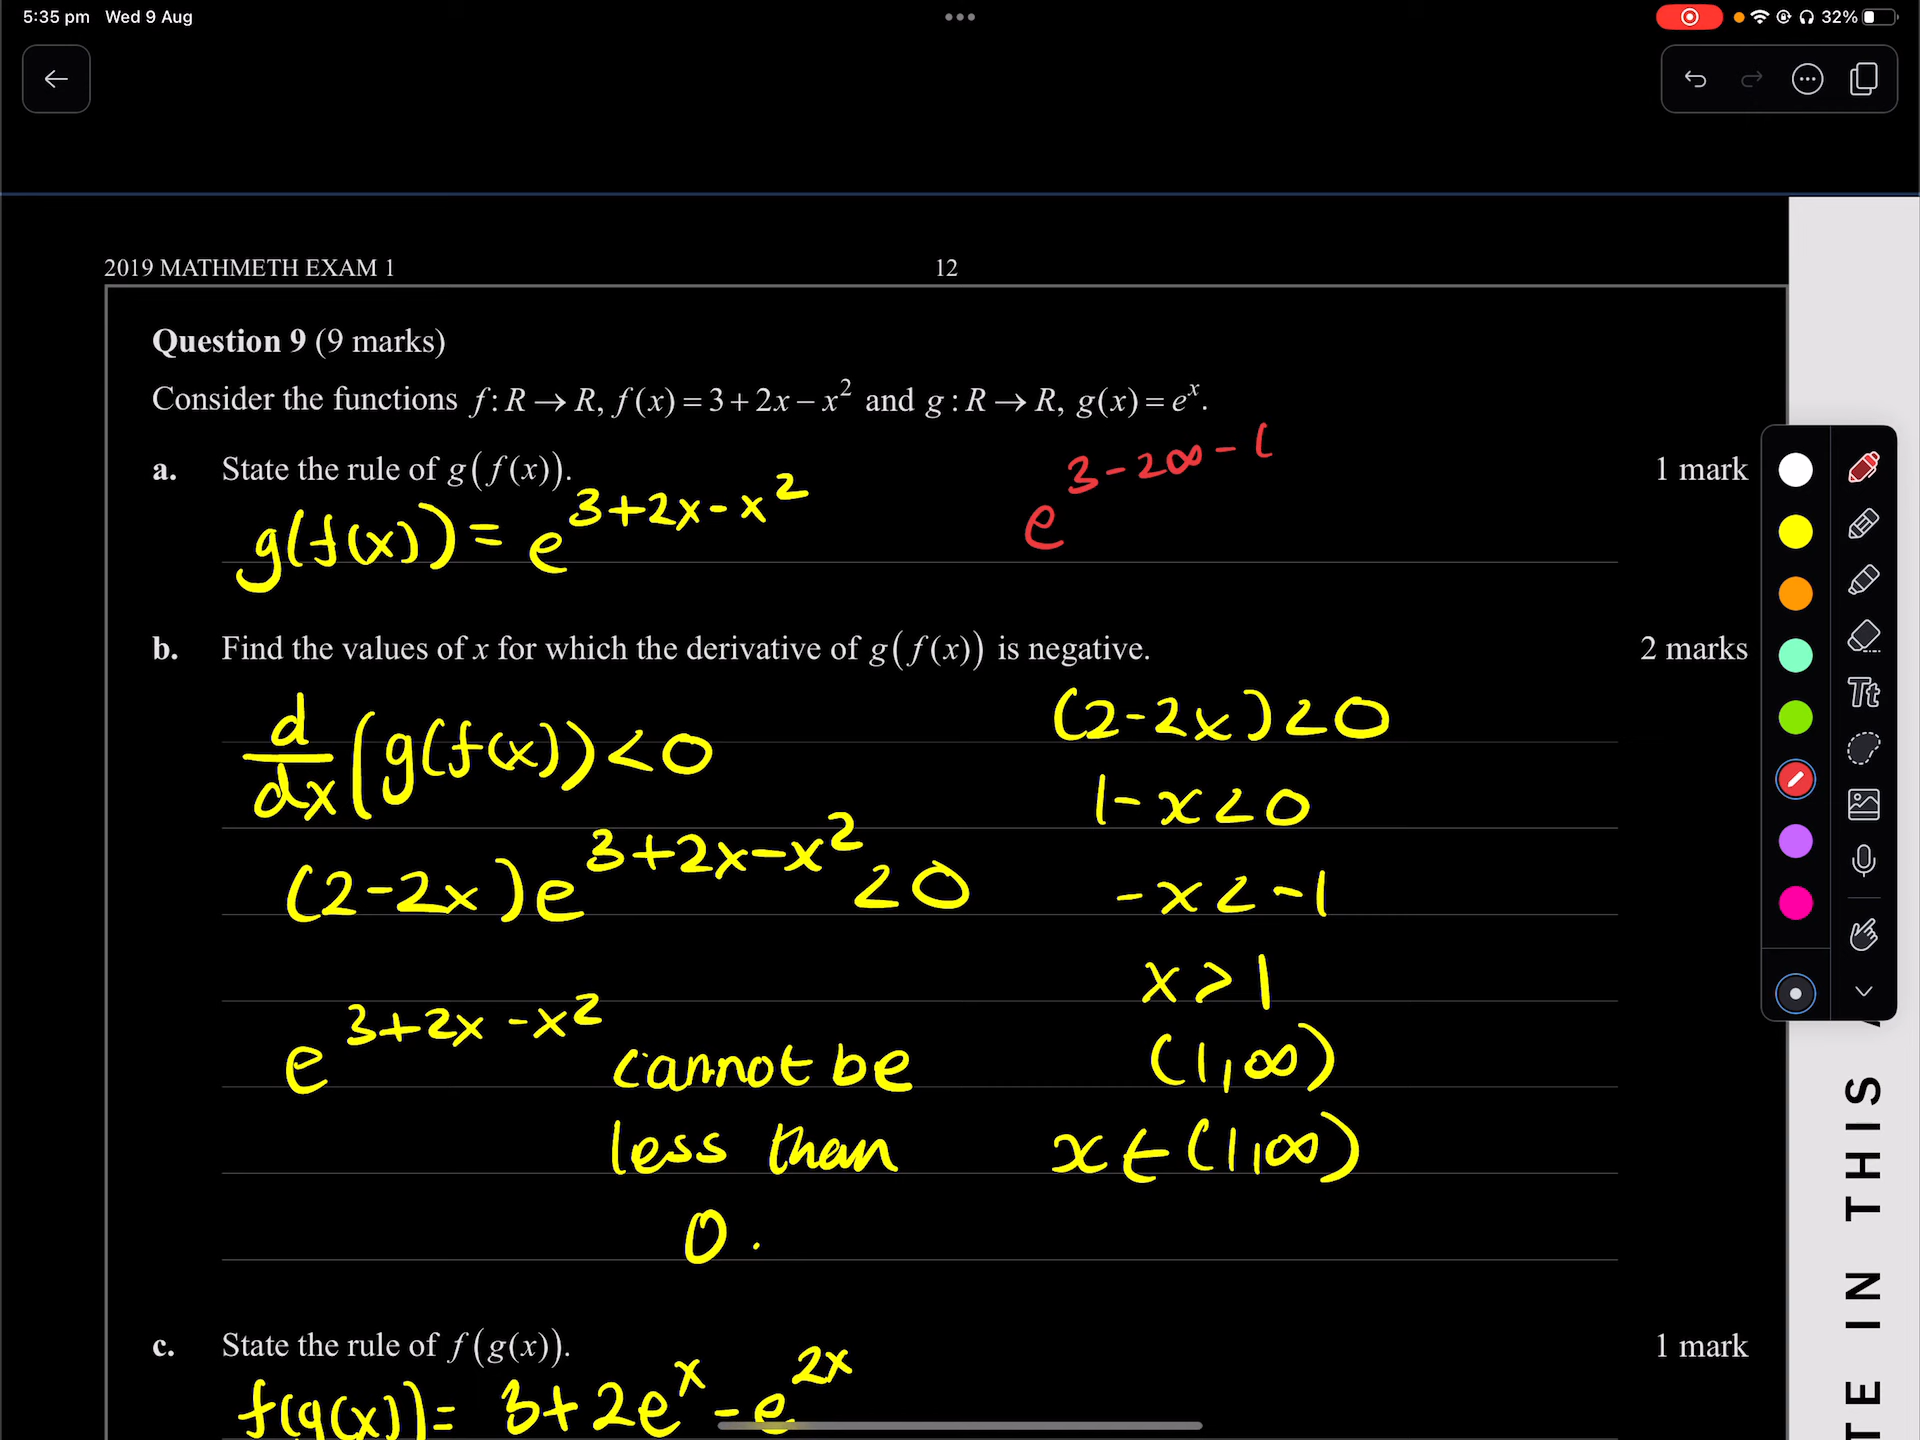 5:35 pm Wed 9 Aug
32%
2019 MATHMETH EXAM 1
12
Question 9 (9 marks)
Consider the functions f : R → R, f(x) = 3 + 2x − x² and g : R → R, g(x) = eˣ.
a. State the rule of g(f(x)). 1 mark
e^(3-2∞-(
g(f(x)) = e^(3+2x-x²)
b. Find the values of x for which the derivative of g(f(x)) is negative. 2 marks
d/dx (g(f(x)) < 0
(2-2x)e^(3+2x-x²) < 0
e^(3+2x-x²) cannot be
less than
0.
(2-2x) < 0
1-x < 0
-x < -1
x > 1
(1,∞)
x ∈ (1,∞)
c. State the rule of f(g(x)). 1 mark
f(g(x)) = 3+2eˣ-e^(2x)
Tt
TE IN THIS